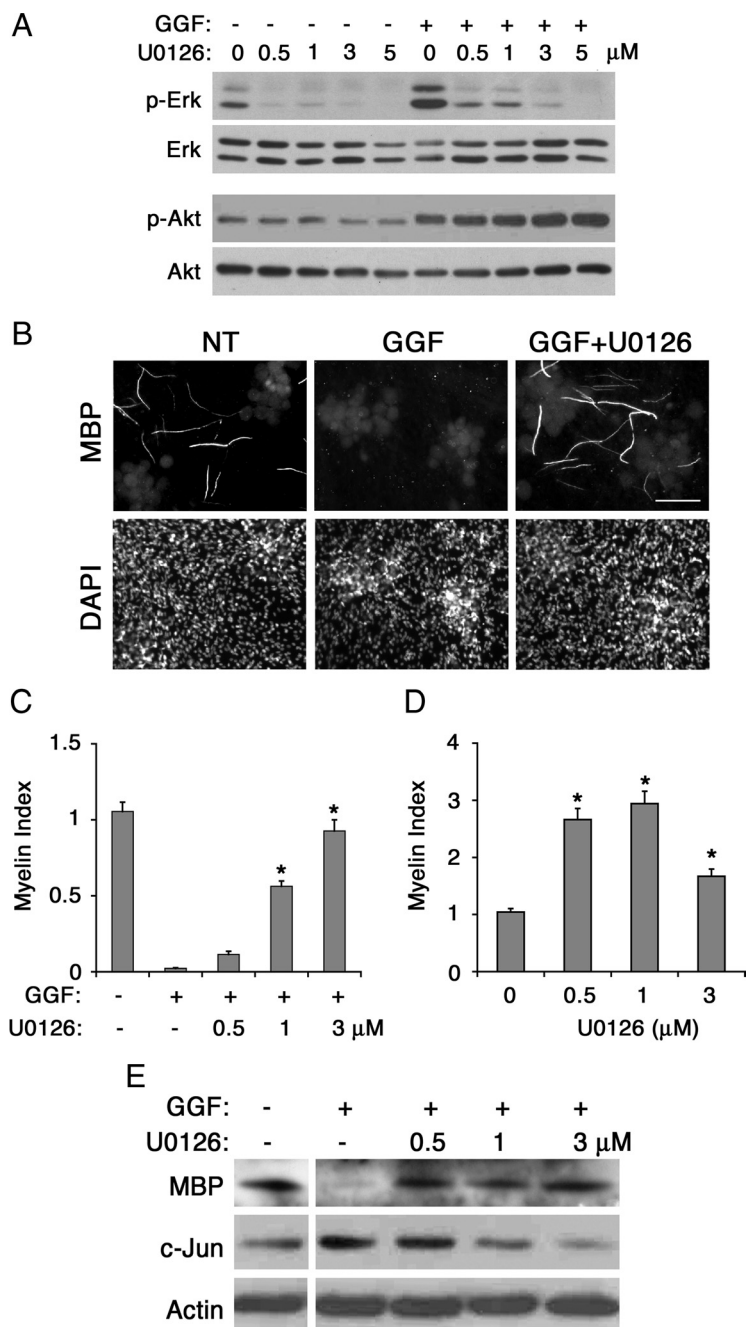 A
GGF: - - - - - + + + + +
U0126: 0 0.5 1 3 5 0 0.5 1 3 5 μM
p-Erk
Erk
p-Akt
Akt
B
NT GGF GGF+U0126
MBP
DAPI
C
1.5
1
0.5
0
Myelin Index
* *
GGF: - + + + +
U0126: - - 0.5 1 3 μM
D
4
3
2
1
0
Myelin Index
* * *
0 0.5 1 3
U0126 (μM)
E
GGF: - + + + +
U0126: - - 0.5 1 3 μM
MBP
c-Jun
Actin